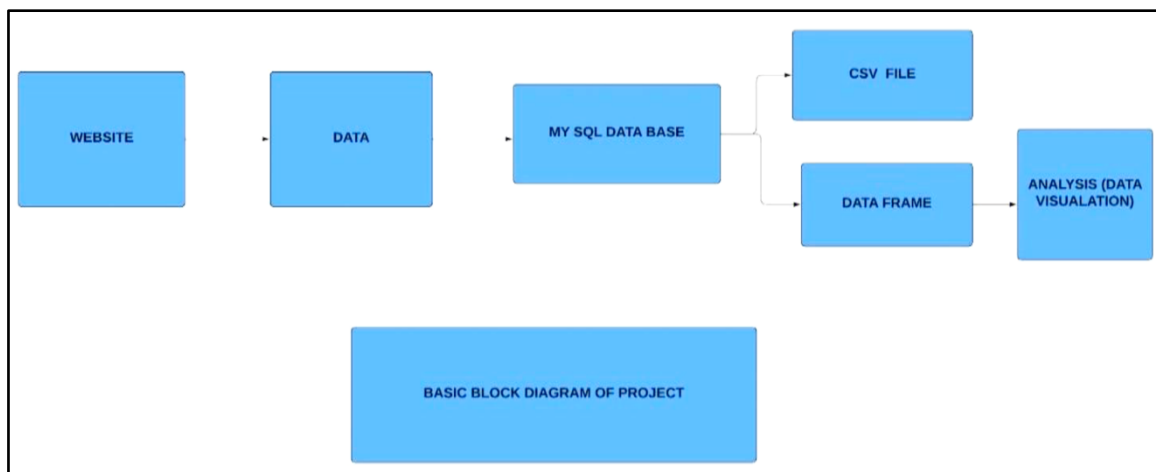 WEBSITE
DATA
MY SQL DATA BASE
CSV  FILE
DATA FRAME
ANALYSIS (DATA
VISUALATION)
BASIC BLOCK DIAGRAM OF PROJECT